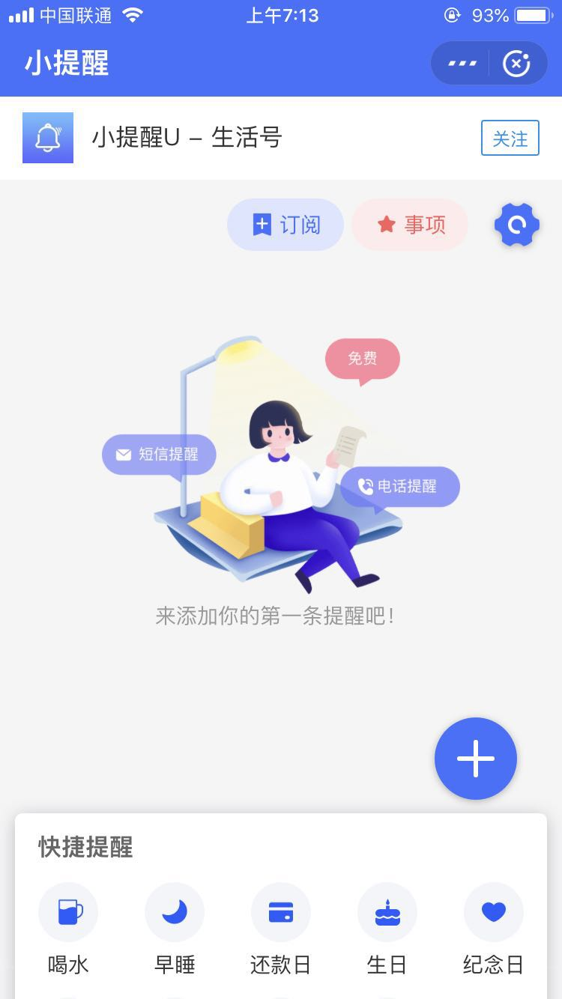 中国联通 上午7:13 93%
小提醒
小提醒U – 生活号 关注
订阅 事项
免费
短信提醒
电话提醒
来添加你的第一条提醒吧！
快捷提醒
喝水 早睡 还款日 生日 纪念日